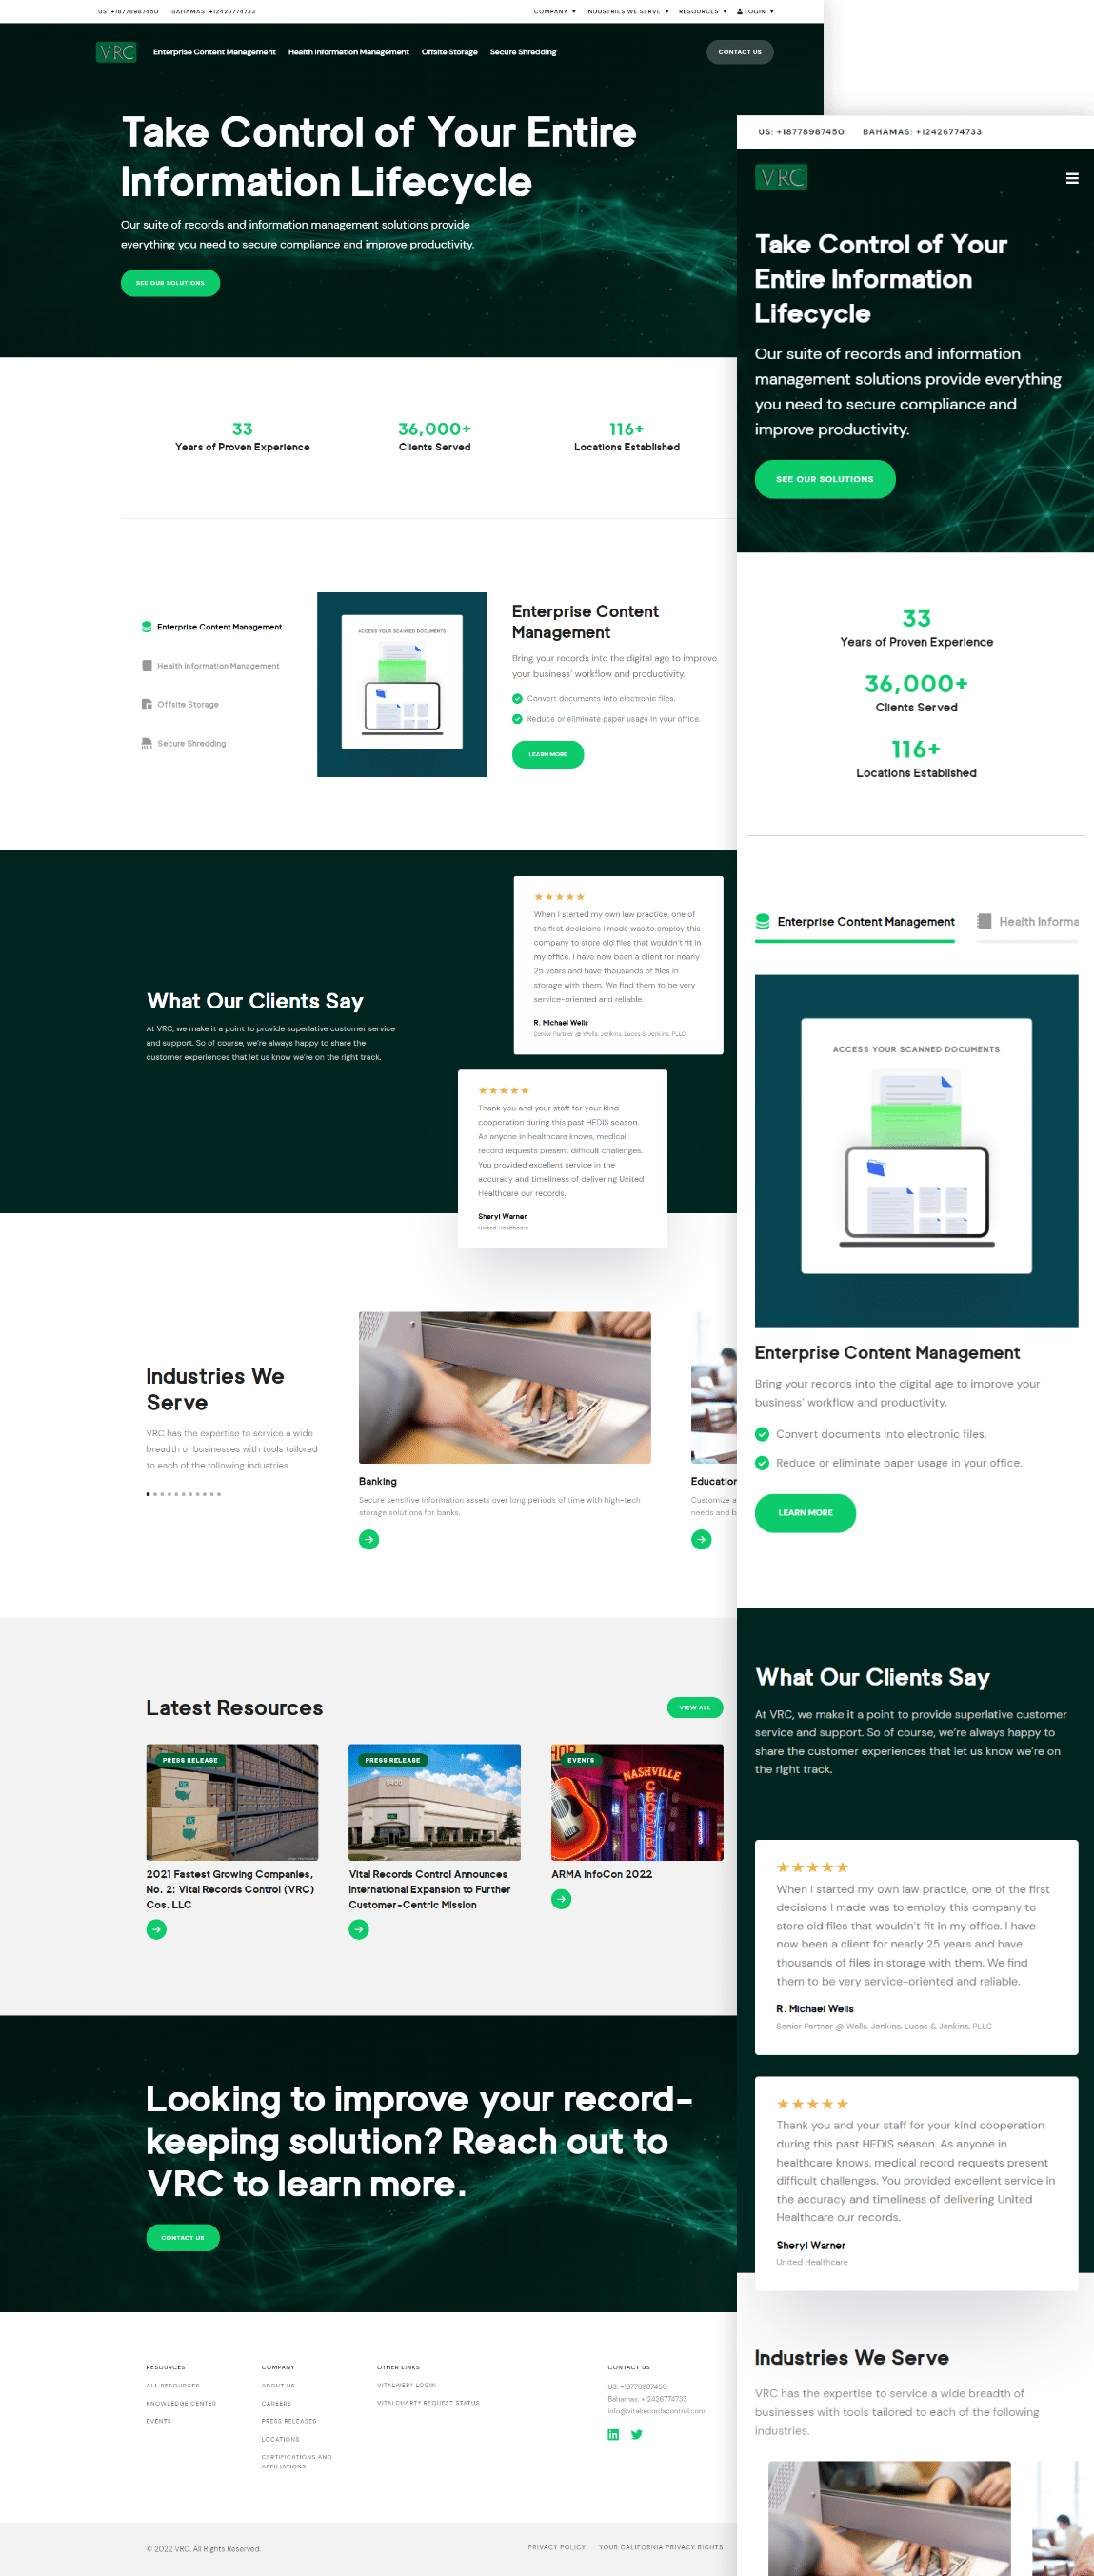 US: +18778987450 BAHAMAS: +12426774733
COMPANY INDUSTRIES WE SERVE RESOURCES LOGIN
VRC Enterprise Content Management Health Information Management Offsite Storage Secure Shredding CONTACT US
Take Control of Your Entire
Information Lifecycle
Our suite of records and information management solutions provide
everything you need to secure compliance and improve productivity.
SEE OUR SOLUTIONS
33
Years of Proven Experience
36,000+
Clients Served
116+
Locations Established
Enterprise Content Management
Health Information Management
Offsite Storage
Secure Shredding
ACCESS YOUR SCANNED DOCUMENTS
Enterprise Content
Management
Bring your records into the digital age to improve
your business' workflow and productivity.
Convert documents into electronic files.
Reduce or eliminate paper usage in your office.
LEARN MORE
What Our Clients Say
At VRC, we make it a point to provide superlative customer service
and support. So of course, we're always happy to share the
customer experiences that let us know we're on the right track.
When I started my own law practice, one of
the first decisions I made was to employ this
company to store old files that wouldn't fit in
my office. I have now been a client for nearly
25 years and have thousands of files in
storage with them. We find them to be very
service-oriented and reliable.
R. Michael Wells
Senior Partner @ Wells, Jenkins, Lucas & Jenkins, PLLC
Thank you and your staff for your kind
cooperation during this past HEDIS season.
As anyone in healthcare knows, medical
record requests present difficult challenges.
You provided excellent service in the
accuracy and timeliness of delivering United
Healthcare our records.
Sheryl Warner
United Healthcare
Industries We
Serve
VRC has the expertise to service a wide
breadth of businesses with tools tailored
to each of the following industries.
Banking
Secure sensitive information assets over long periods of time with high-tech
storage solutions for banks.
Education
Customize a
needs and b
Latest Resources
VIEW ALL
PRESS RELEASE
2021 Fastest Growing Companies,
No. 2: Vital Records Control (VRC)
Cos. LLC
PRESS RELEASE
5400
VRC
Vital Records Control Announces
International Expansion to Further
Customer-Centric Mission
EVENTS
NASHVILLE
CROSSRO
ARMA InfoCon 2022
Looking to improve your record-
keeping solution? Reach out to
VRC to learn more.
CONTACT US
RESOURCES
ALL RESOURCES
KNOWLEDGE CENTER
EVENTS
COMPANY
ABOUT US
CAREERS
PRESS RELEASES
LOCATIONS
CERTIFICATIONS AND
AFFILIATIONS
OTHER LINKS
VITALWEB® LOGIN
VITALCHART® REQUEST STATUS
CONTACT US
US: +18778987450
Bahamas: +12426774733
info@vitalrecordscontrol.com
© 2022 VRC. All Rights Reserved.
PRIVACY POLICY YOUR CALIFORNIA PRIVACY RIGHTS
US: +18778987450 BAHAMAS: +12426774733
VRC
Take Control of Your
Entire Information
Lifecycle
Our suite of records and information
management solutions provide everything
you need to secure compliance and
improve productivity.
SEE OUR SOLUTIONS
33
Years of Proven Experience
36,000+
Clients Served
116+
Locations Established
Enterprise Content Management Health Informa
ACCESS YOUR SCANNED DOCUMENTS
Enterprise Content Management
Bring your records into the digital age to improve your
business' workflow and productivity.
Convert documents into electronic files.
Reduce or eliminate paper usage in your office.
LEARN MORE
What Our Clients Say
At VRC, we make it a point to provide superlative customer
service and support. So of course, we're always happy to
share the customer experiences that let us know we're on
the right track.
When I started my own law practice, one of the first
decisions I made was to employ this company to
store old files that wouldn't fit in my office. I have
now been a client for nearly 25 years and have
thousands of files in storage with them. We find
them to be very service-oriented and reliable.
R. Michael Wells
Senior Partner @ Wells, Jenkins, Lucas & Jenkins, PLLC
Thank you and your staff for your kind cooperation
during this past HEDIS season. As anyone in
healthcare knows, medical record requests present
difficult challenges. You provided excellent service in
the accuracy and timeliness of delivering United
Healthcare our records.
Sheryl Warner
United Healthcare
Industries We Serve
VRC has the expertise to service a wide breadth of
businesses with tools tailored to each of the following
industries.